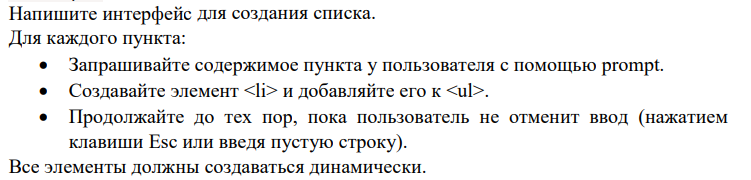 Напишите интерфейс для создания списка.
Для каждого пункта:
• Запрашивайте содержимое пункта у пользователя с помощью prompt.
• Создавайте элемент <li> и добавляйте его к <ul>.
• Продолжайте до тех пор, пока пользователь не отменит ввод (нажатием
клавиши Esc или введя пустую строку).
Все элементы должны создаваться динамически.